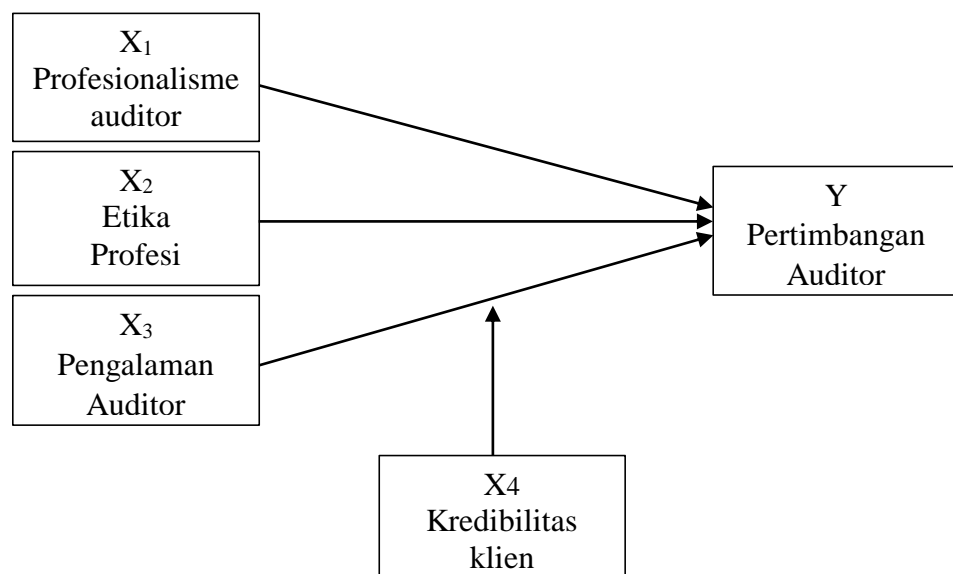 X1
Profesionalisme
auditor
X2
Etika
Profesi
X3
Pengalaman
Auditor
Y
Pertimbangan
Auditor
X4
Kredibilitas
klien